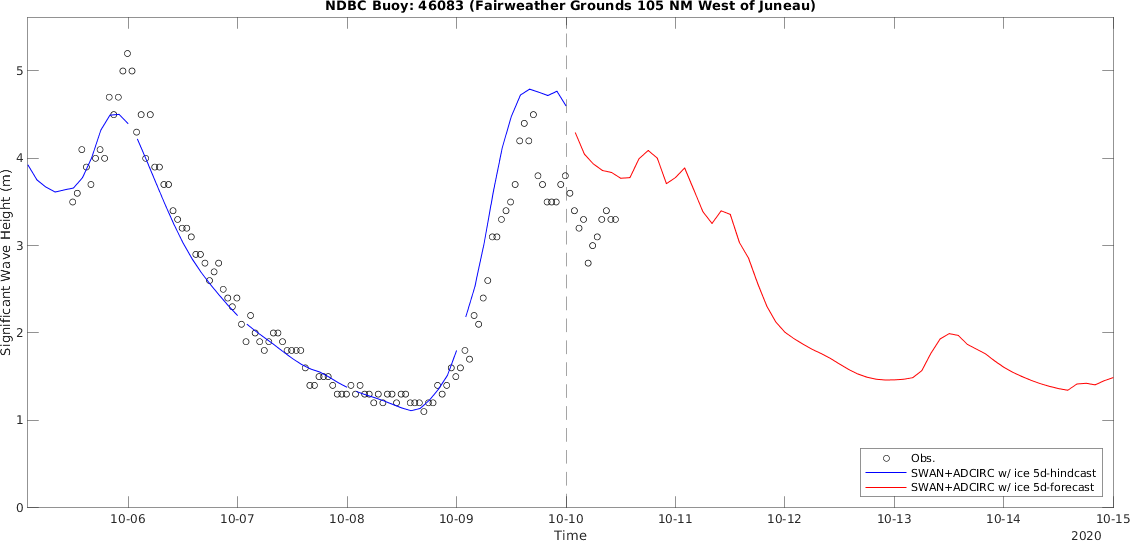 NDBC Buoy: 46083 (Fairweather Grounds 105 NM West of Juneau)
Significant Wave Height (m)
5
4
3
2
1
0
Obs.
SWAN+ADCIRC w/ ice 5d-hindcast
SWAN+ADCIRC w/ ice 5d-forecast
10-06 10-07 10-08 10-09 10-10 10-11 10-12 10-13 10-14 10-15
Time
2020